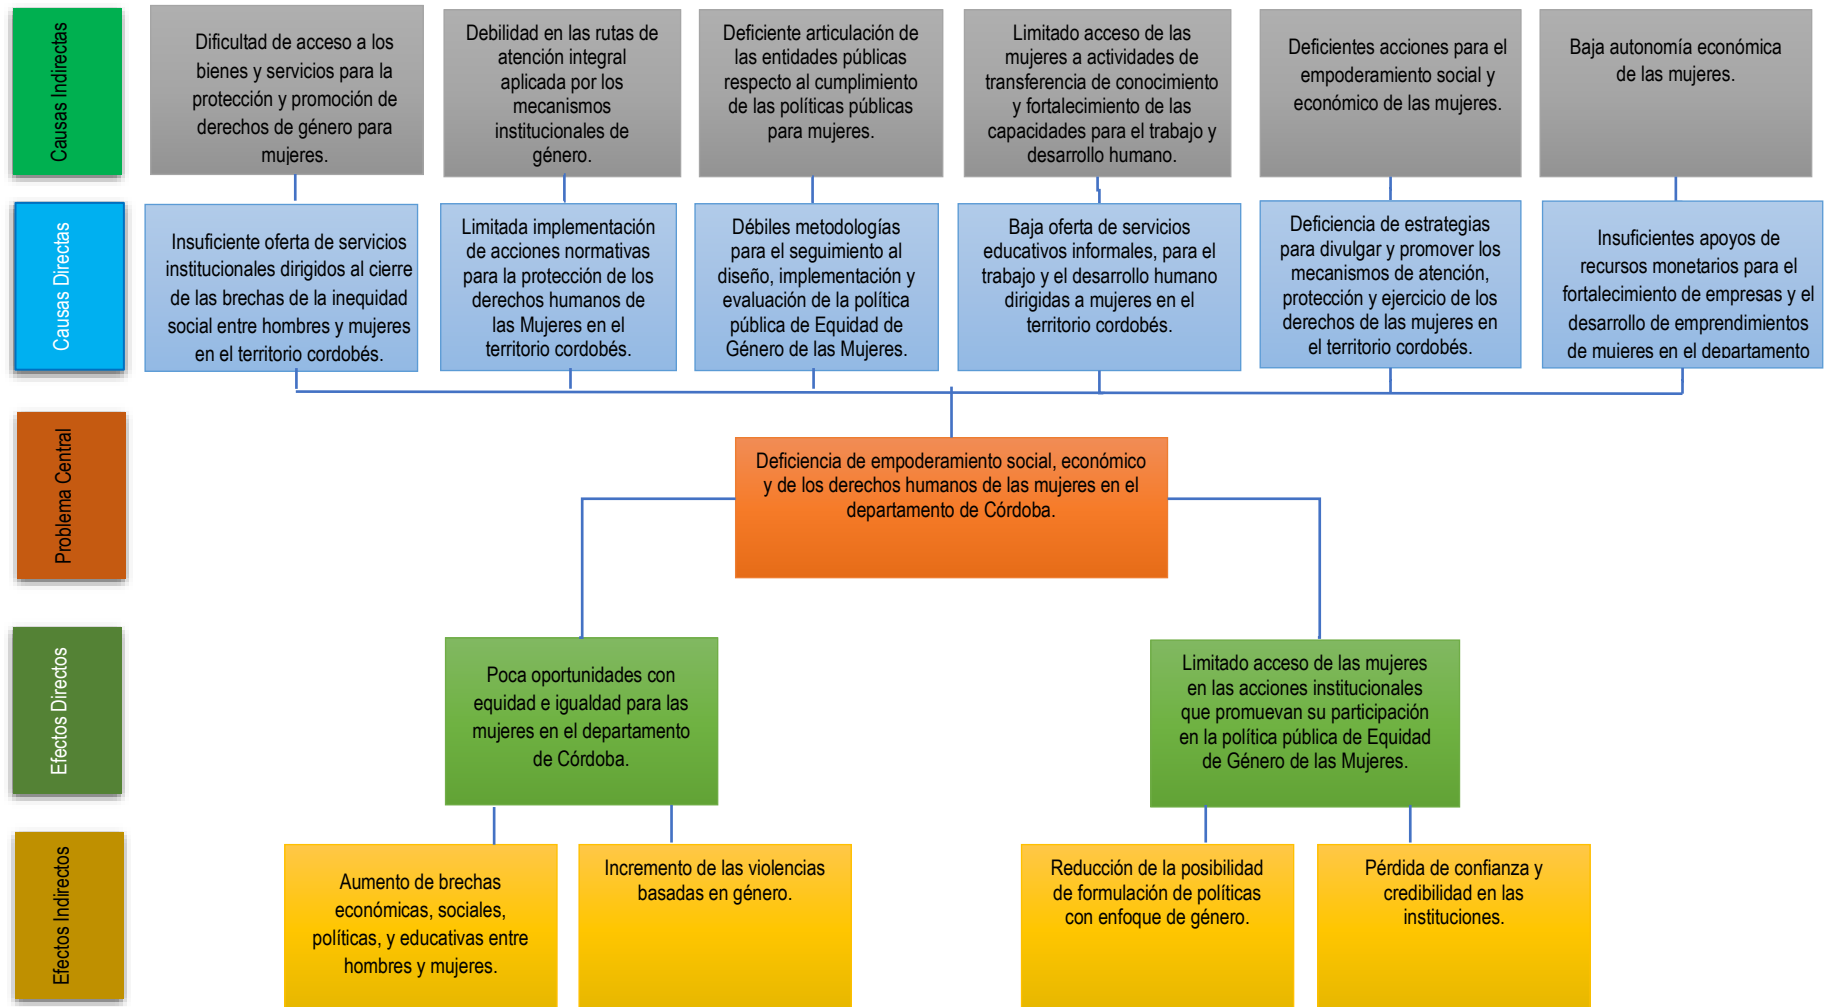 Causas Indirectas
Dificultad de acceso a los
bienes y servicios para la
protección y promoción de
derechos de género para
mujeres.
Debilidad en las rutas de
atención integral
aplicada por los
mecanismos
institucionales de
género.
Deficiente articulación de
las entidades públicas
respecto al cumplimiento
de las políticas públicas
para mujeres.
Limitado acceso de las
mujeres a actividades de
transferencia de conocimiento
y fortalecimiento de las
capacidades para el trabajo y
desarrollo humano.
Deficientes acciones para el
empoderamiento social y
económico de las mujeres.
Baja autonomía económica
de las mujeres.
Causas Directas
Insuficiente oferta de servicios
institucionales dirigidos al cierre
de las brechas de la inequidad
social entre hombres y mujeres
en el territorio cordobés.
Limitada implementación
de acciones normativas
para la protección de los
derechos humanos de
las Mujeres en el
territorio cordobés.
Débiles metodologías
para el seguimiento al
diseño, implementación y
evaluación de la política
pública de Equidad de
Género de las Mujeres.
Baja oferta de servicios
educativos informales, para el
trabajo y el desarrollo humano
dirigidas a mujeres en el
territorio cordobés.
Deficiencia de estrategias
para divulgar y promover los
mecanismos de atención,
protección y ejercicio de los
derechos de las mujeres en
el territorio cordobés.
Insuficientes apoyos de
recursos monetarios para el
fortalecimiento de empresas y el
desarrollo de emprendimientos
de mujeres en el departamento
Problema Central
Deficiencia de empoderamiento social, económico
y de los derechos humanos de las mujeres en el
departamento de Córdoba.
Efectos Directos
Poca oportunidades con
equidad e igualdad para las
mujeres en el departamento
de Córdoba.
Limitado acceso de las mujeres
en las acciones institucionales
que promuevan su participación
en la política pública de Equidad
de Género de las Mujeres.
Efectos Indirectos
Aumento de brechas
económicas, sociales,
políticas, y educativas entre
hombres y mujeres.
Incremento de las violencias
basadas en género.
Reducción de la posibilidad
de formulación de políticas
con enfoque de género.
Pérdida de confianza y
credibilidad en las
instituciones.